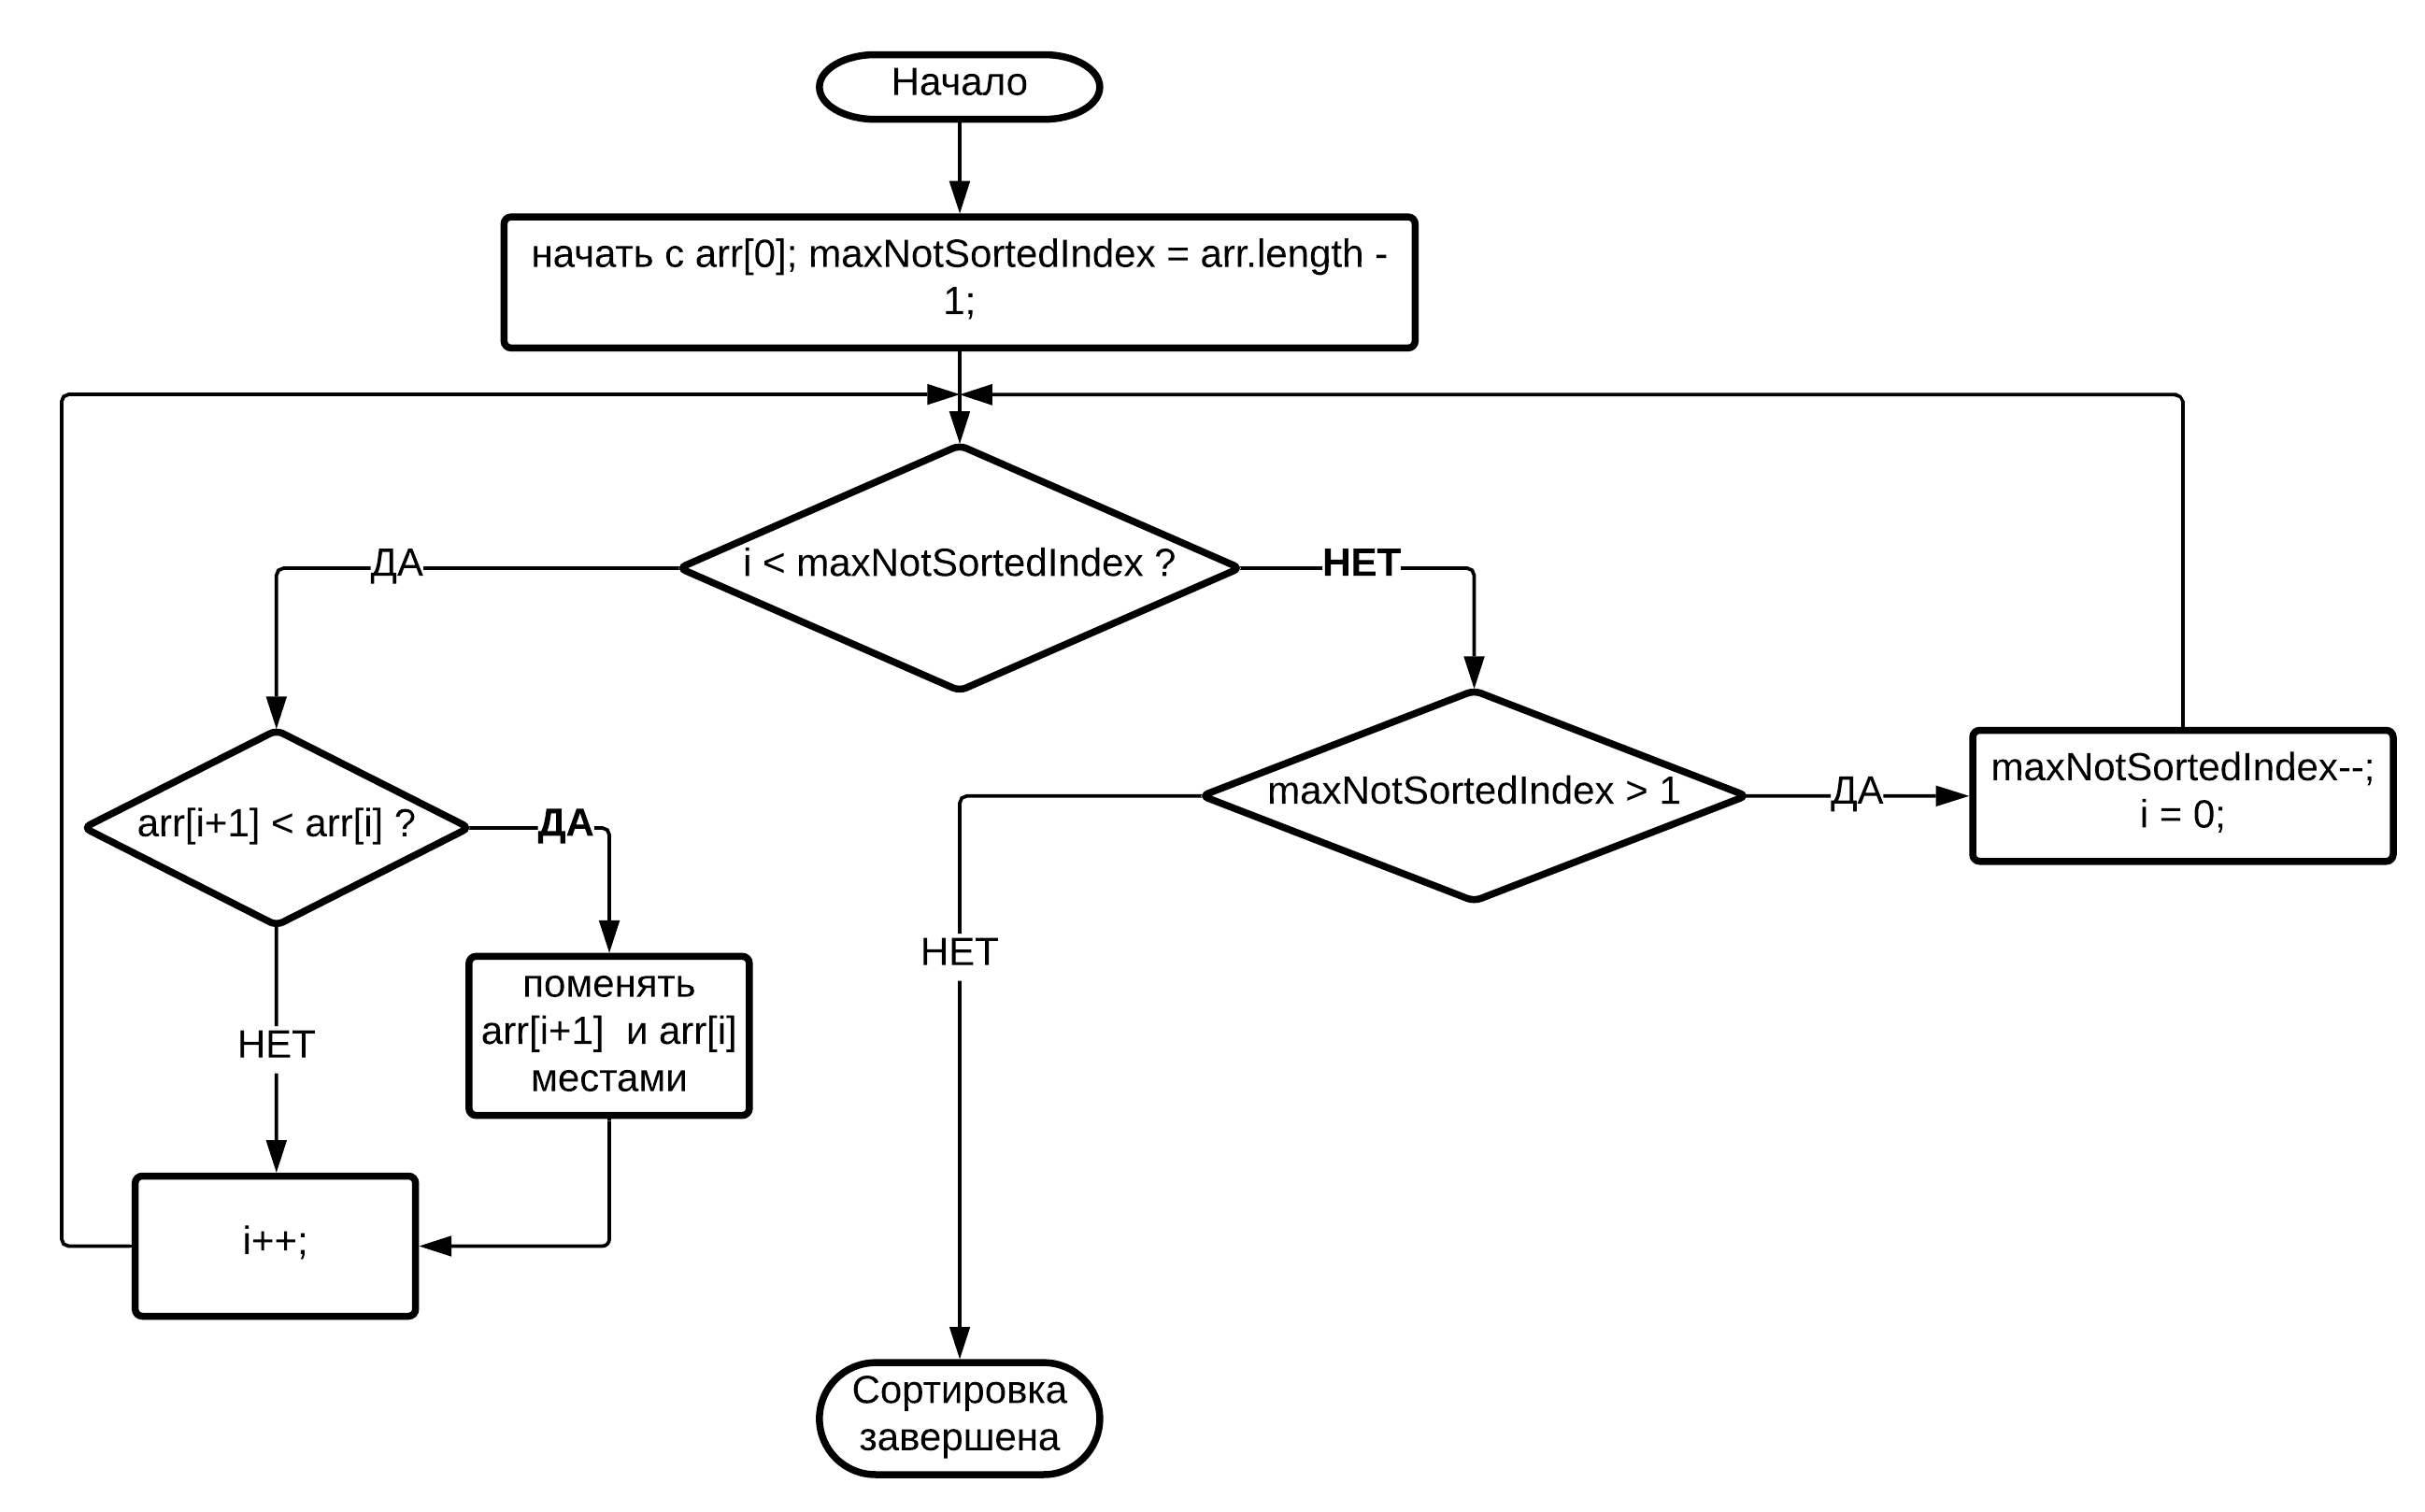 Начало
начать с arr[0]; maxNotSortedIndex = arr.length -
1;
i < maxNotSortedIndex ?
ДА
НЕТ
arr[i+1] < arr[i] ?
ДА
НЕТ
поменять
arr[i+1]  и arr[i]
местами
i++;
maxNotSortedIndex > 1
ДА
maxNotSortedIndex--;
i = 0;
НЕТ
Сортировка
завершена